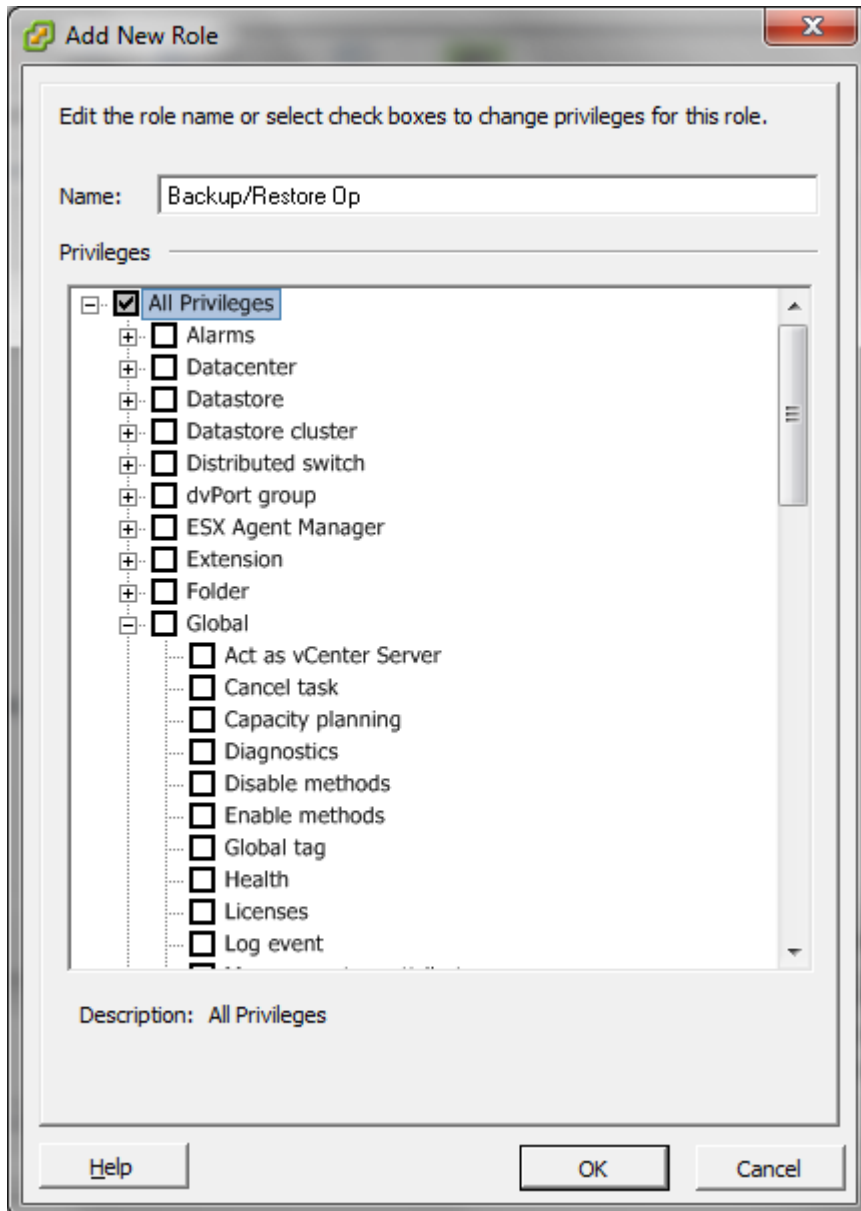 Add New Role
Edit the role name or select check boxes to change privileges for this role.
Name: Backup/Restore Op
Privileges
All Privileges
Alarms
Datacenter
Datastore
Datastore cluster
Distributed switch
dvPort group
ESX Agent Manager
Extension
Folder
Global
Act as vCenter Server
Cancel task
Capacity planning
Diagnostics
Disable methods
Enable methods
Global tag
Health
Licenses
Log event
Description: All Privileges
Help OK Cancel